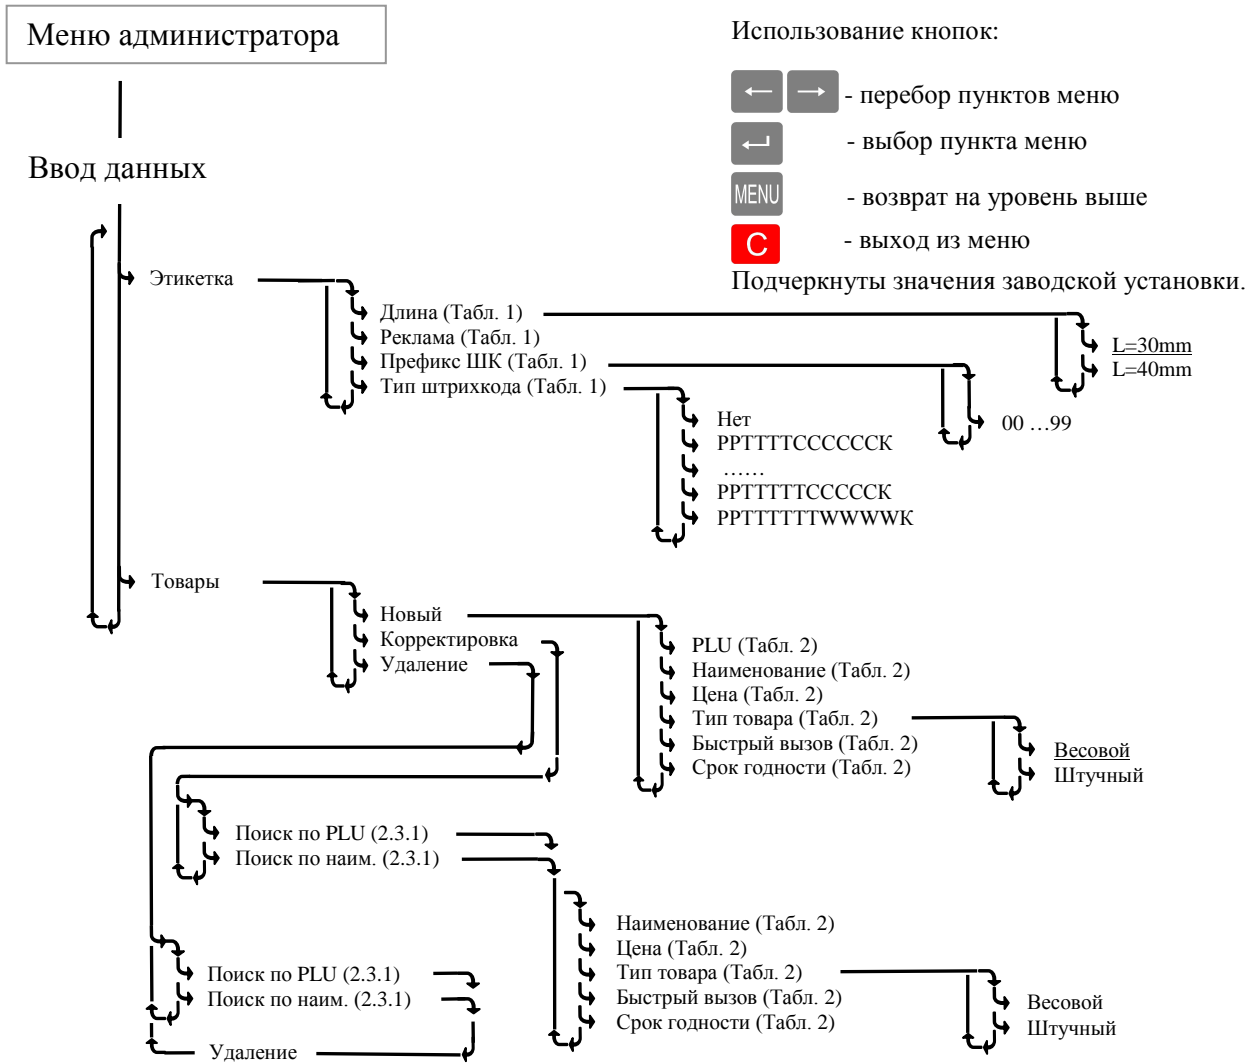 Меню администратора
Использование кнопок:
- перебор пунктов меню
- выбор пункта меню
MENU - возврат на уровень выше
C - выход из меню
Подчеркнуты значения заводской установки.
Ввод данных
Этикетка
Длина (Табл. 1)
Реклама (Табл. 1)
Префикс ШК (Табл. 1)
Тип штрихкода (Табл. 1)
L=30mm
L=40mm
00 ...99
Нет
PPTTTTCCCCCCK
......
PPTTTTTCCCCCK
PPTTTTTTWWWWK
Товары
Новый
Корректировка
Удаление
PLU (Табл. 2)
Наименование (Табл. 2)
Цена (Табл. 2)
Тип товара (Табл. 2)
Быстрый вызов (Табл. 2)
Срок годности (Табл. 2)
Весовой
Штучный
Поиск по PLU (2.3.1)
Поиск по наим. (2.3.1)
Наименование (Табл. 2)
Цена (Табл. 2)
Тип товара (Табл. 2)
Быстрый вызов (Табл. 2)
Срок годности (Табл. 2)
Весовой
Штучный
Поиск по PLU (2.3.1)
Поиск по наим. (2.3.1)
Удаление